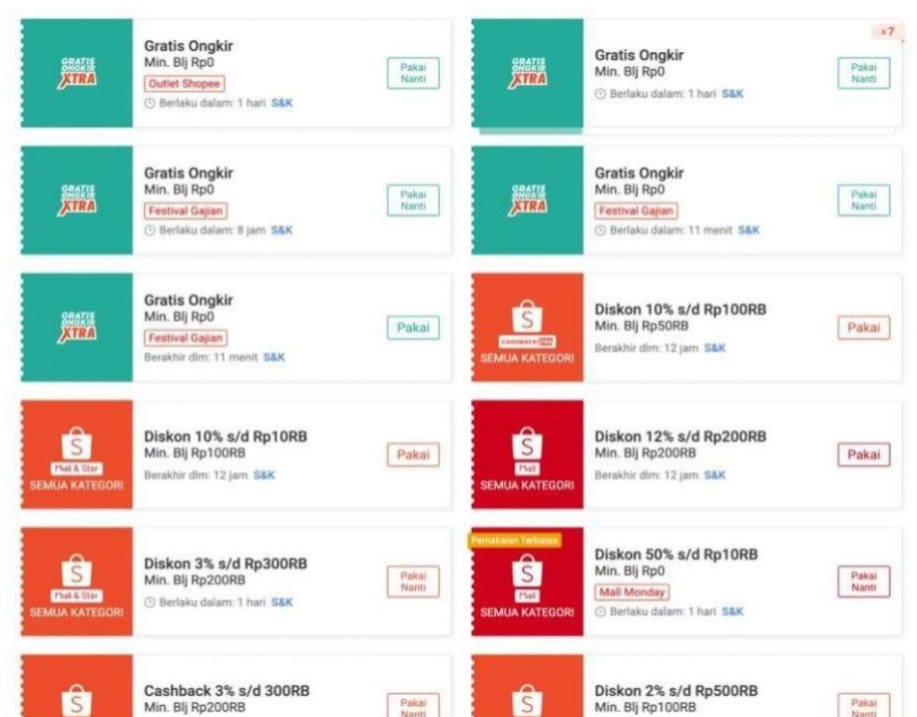 GRATIS
ONGKIR
XTRA
Gratis Ongkir
Min. Blj Rp0
Outlet Shopee
Berlaku dalam: 1 hari S&K
Pakai
Nanti
GRATIS
ONGKIR
XTRA
x7
Gratis Ongkir
Min. Blj Rp0
Berlaku dalam: 1 hari S&K
Pakai
Nanti
GRATIS
ONGKIR
XTRA
Gratis Ongkir
Min. Blj Rp0
Festival Gajian
Berlaku dalam: 8 jam S&K
Pakai
Nanti
GRATIS
ONGKIR
XTRA
Gratis Ongkir
Min. Blj Rp0
Festival Gajian
Berlaku dalam: 11 menit S&K
Pakai
Nanti
GRATIS
ONGKIR
XTRA
Gratis Ongkir
Min. Blj Rp0
Festival Gajian
Berakhir dlm: 11 menit S&K
Pakai
S
CASHBACK XTRA
SEMUA KATEGORI
Diskon 10% s/d Rp100RB
Min. Blj Rp50RB
Berakhir dlm: 12 jam S&K
Pakai
S
Mall & Star
SEMUA KATEGORI
Diskon 10% s/d Rp10RB
Min. Blj Rp100RB
Berakhir dlm: 12 jam S&K
Pakai
S
Mall
SEMUA KATEGORI
Diskon 12% s/d Rp200RB
Min. Blj Rp200RB
Berakhir dlm: 12 jam S&K
Pakai
S
Mall & Star
SEMUA KATEGORI
Diskon 3% s/d Rp300RB
Min. Blj Rp200RB
Berlaku dalam: 1 hari S&K
Pakai
Nanti
Pemakaian Terbatas
S
Mall
SEMUA KATEGORI
Diskon 50% s/d Rp10RB
Min. Blj Rp0
Mall Monday
Berlaku dalam: 1 hari S&K
Pakai
Nanti
S
Cashback 3% s/d 300RB
Min. Blj Rp200RB
Pakai
Nanti
S
Diskon 2% s/d Rp500RB
Min. Blj Rp100RB
Pakai
Nanti